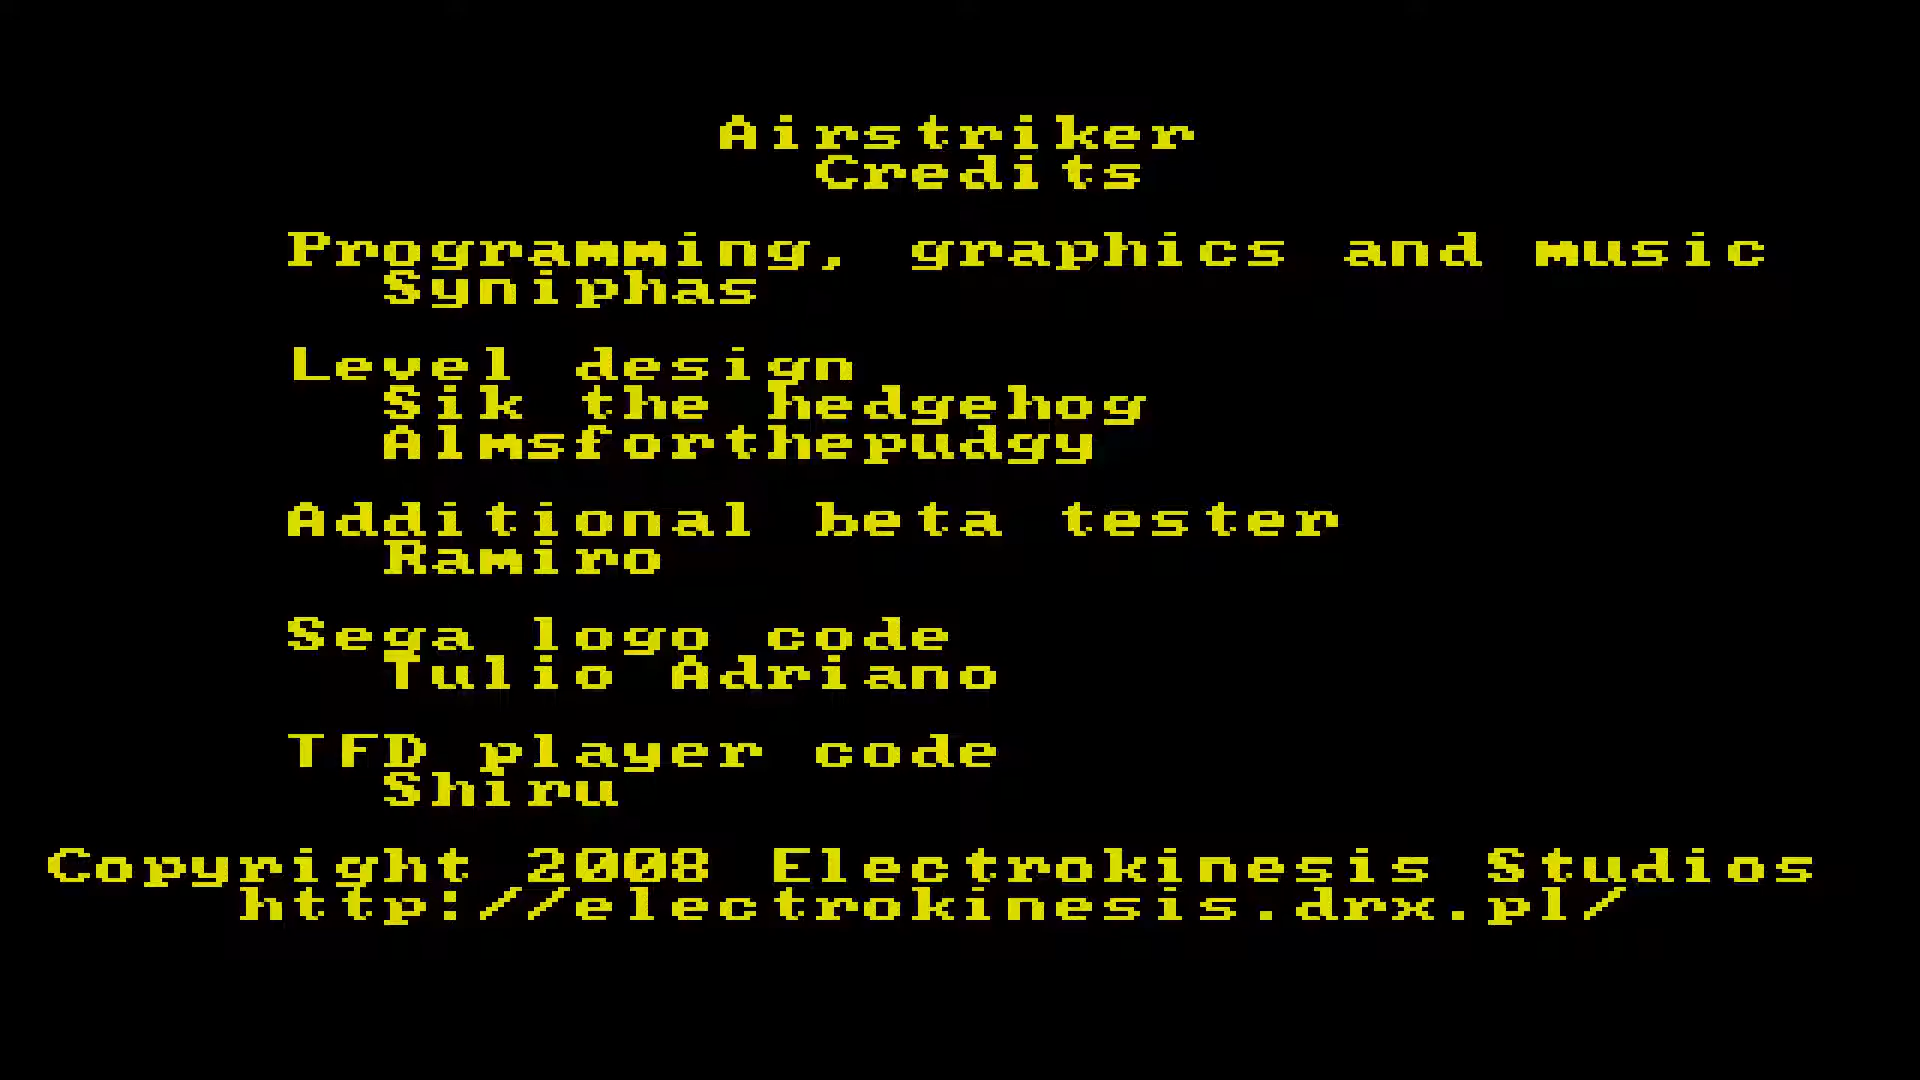 Airstriker
Credits
Programming, graphics and music
Syniphas
Level design
Sik the hedgehog
Almsforthepudgy
Additional beta tester
Ramiro
Sega logo code
Tulio Adriano
TFD player code
Shiru
Copyright 2008 Electrokinesis Studios
http://electrokinesis.drx.pl/